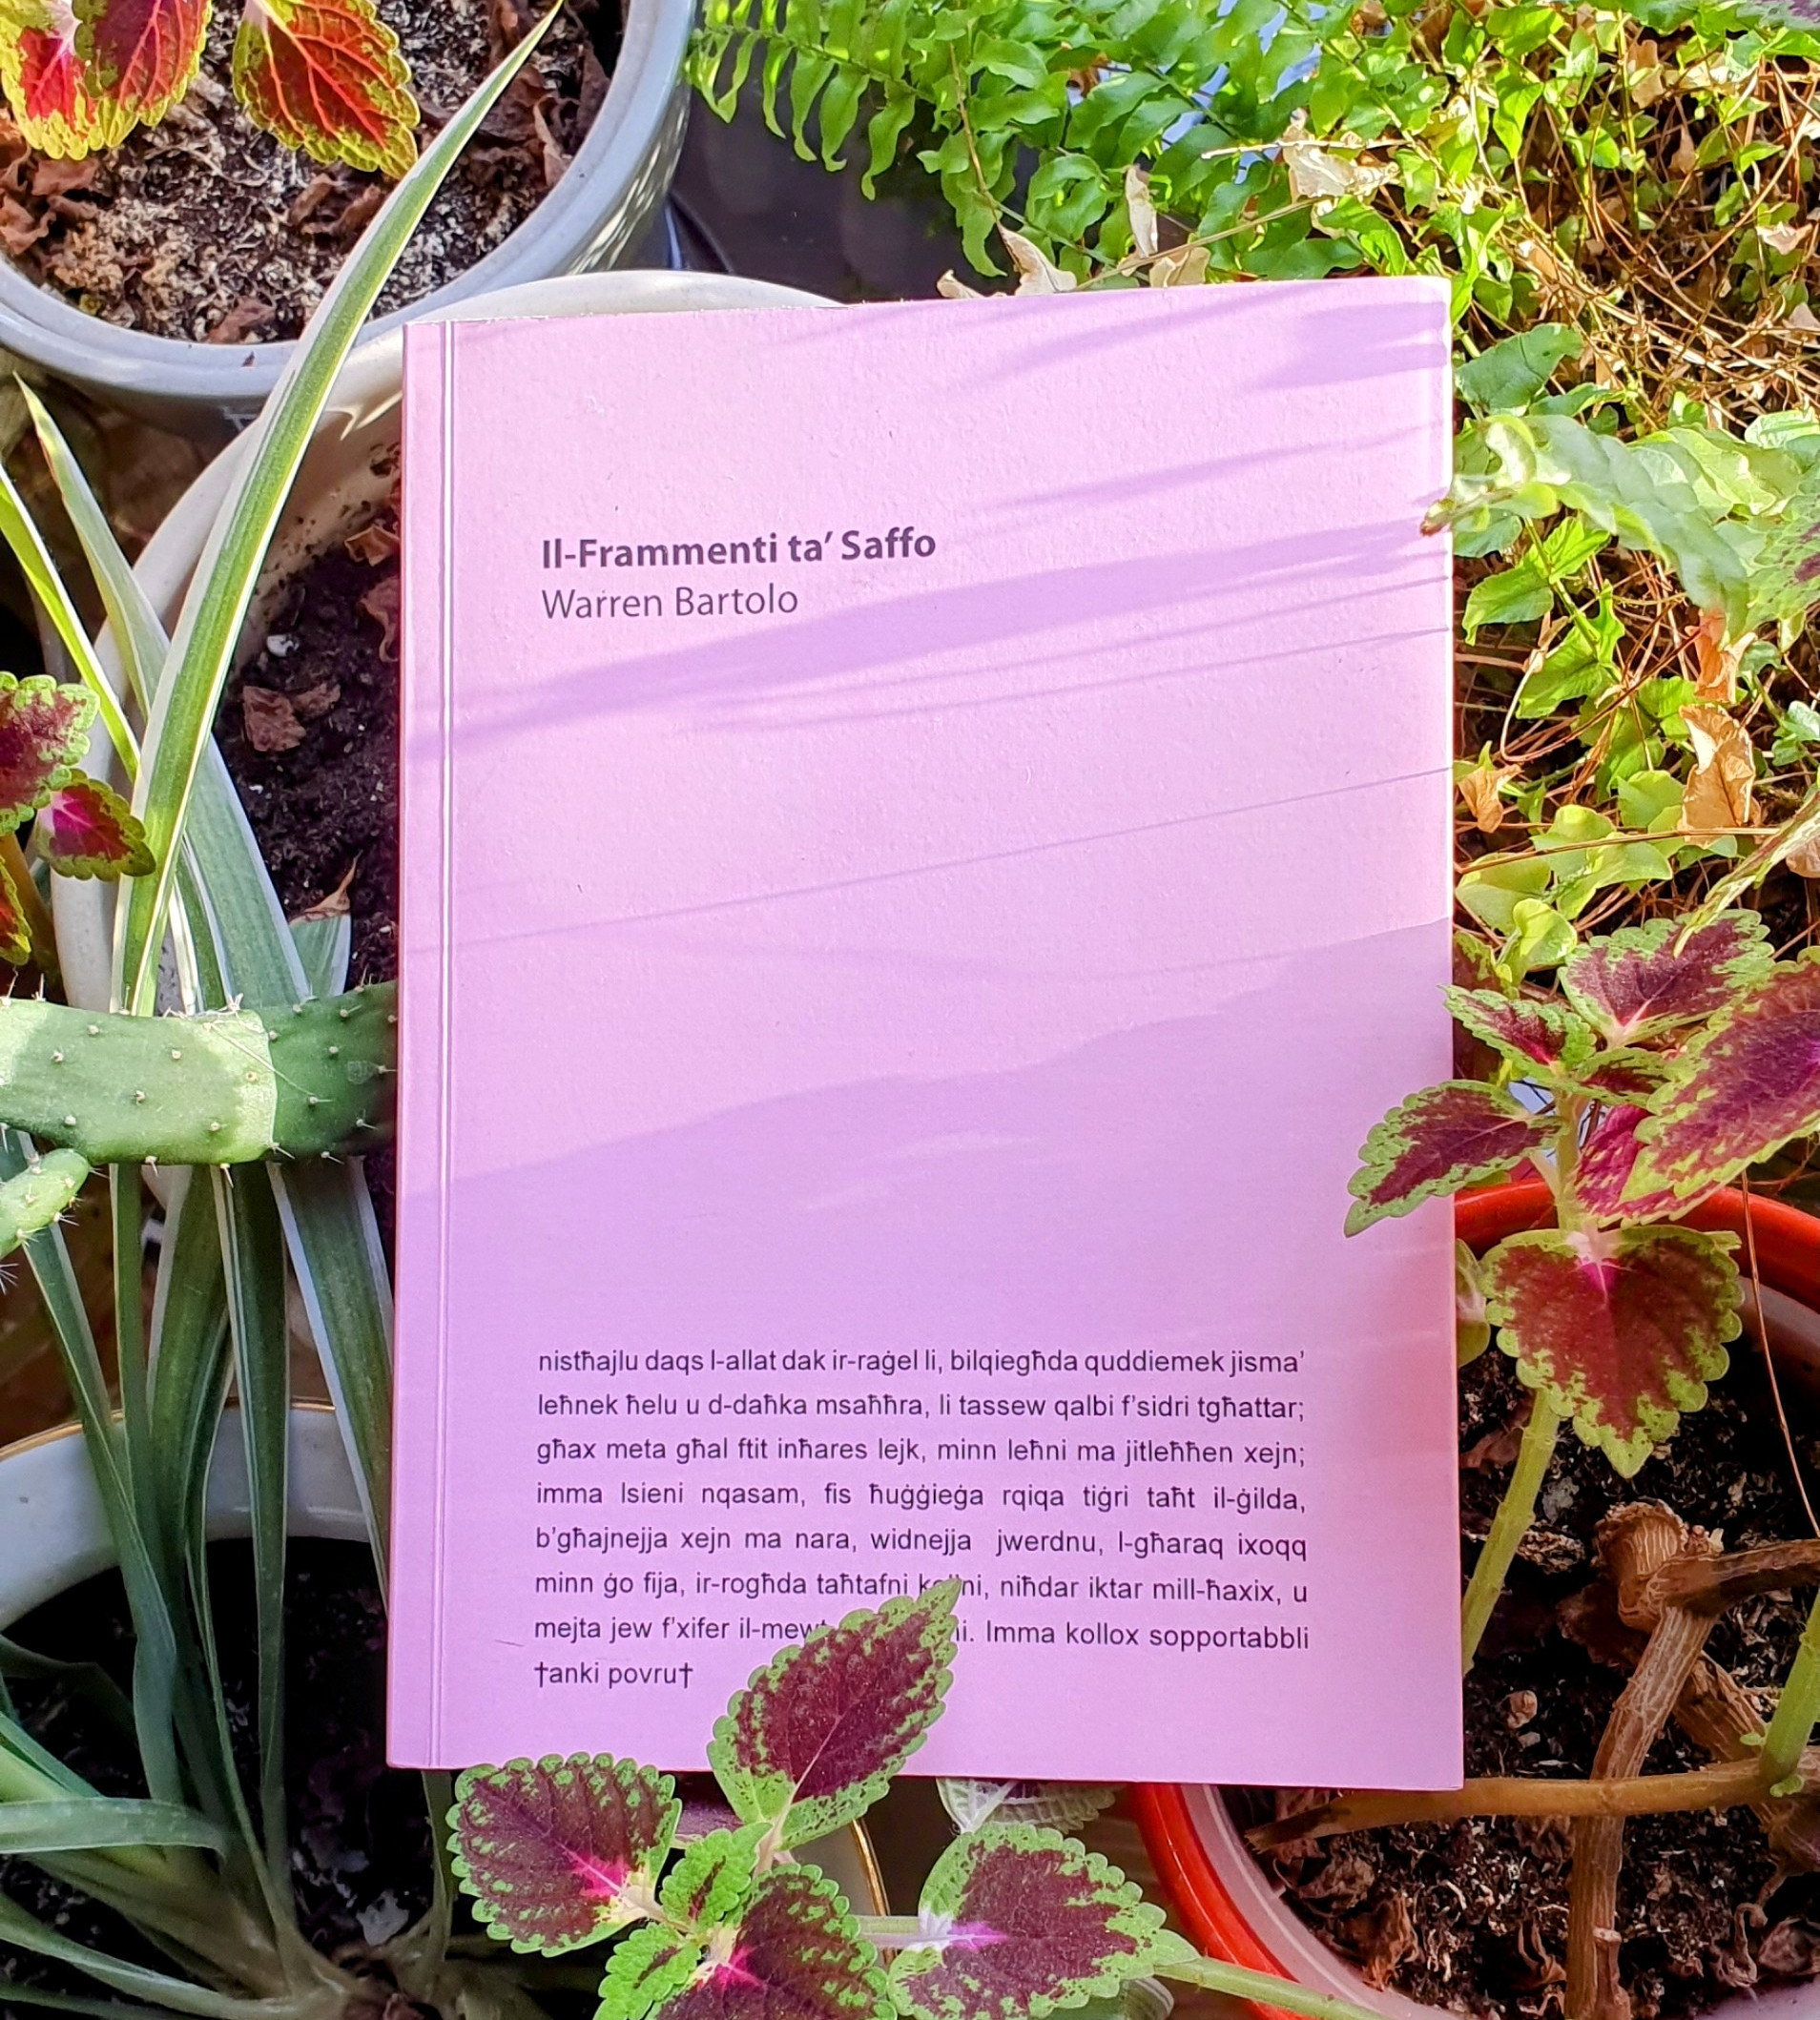 Il-Frammenti ta’ Saffo
Warren Bartolo
nistħajlu daqs l-allat dak ir-raġel li, bilqiegħda quddiemek jisma’
leħnek ħelu u d-daħka msaħħra, li tassew qalbi f’sidri tgħattar;
għax meta għal ftit inħares lejk, minn leħni ma jitleħħen xejn;
imma lsieni nqasam, fis ħuġġieġa rqiqa tiġri taħt il-ġilda,
b’għajnejja xejn ma nara, widnejja jwerdnu, l-għaraq ixoqq
minn ġo fija, ir-rogħda taħtafni niħdar iktar mill-ħaxix, u
mejta jew f’xifer Imma kollox sopportabbli
†anki povru†